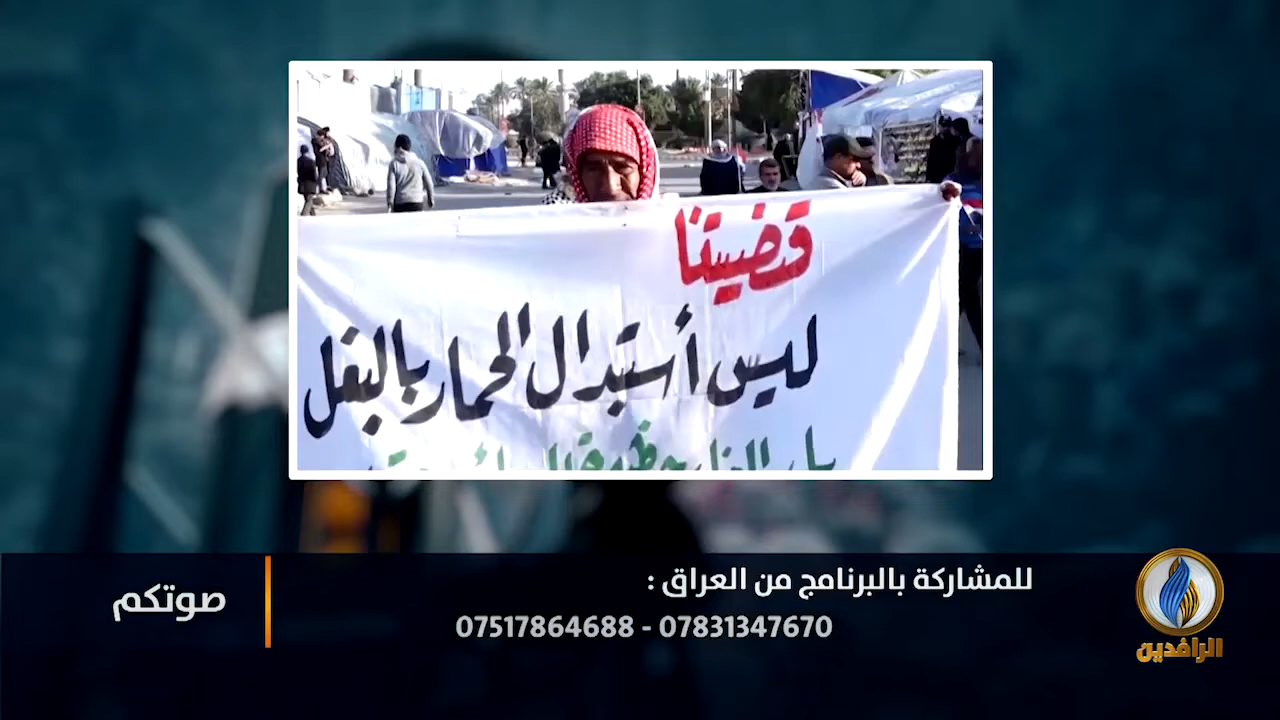 قضيتنا
ليس أستبدال الحمار بالبغل
للمشاركة بالبرنامج من العراق :
07517864688 - 07831347670
صوتكم
الرافدين